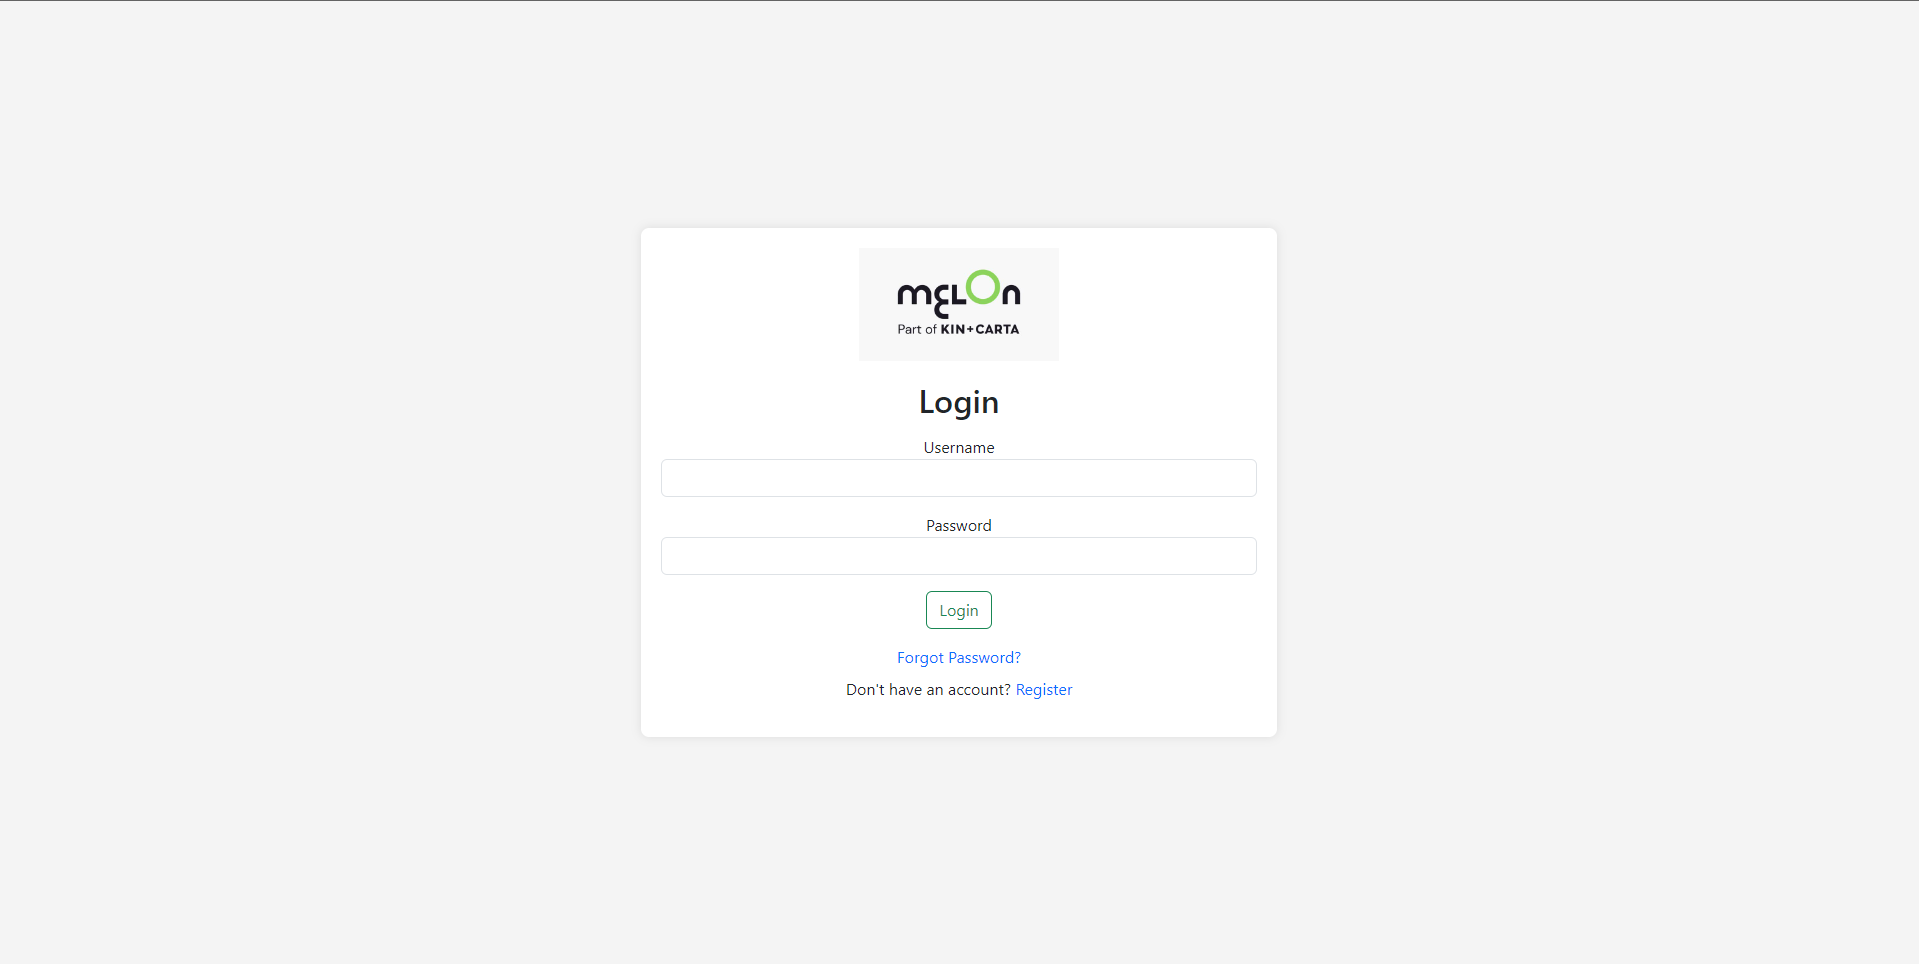 melon
Part of KIN+CARTA
Login
Username
Password
Login
Forgot Password?
Don't have an account? Register